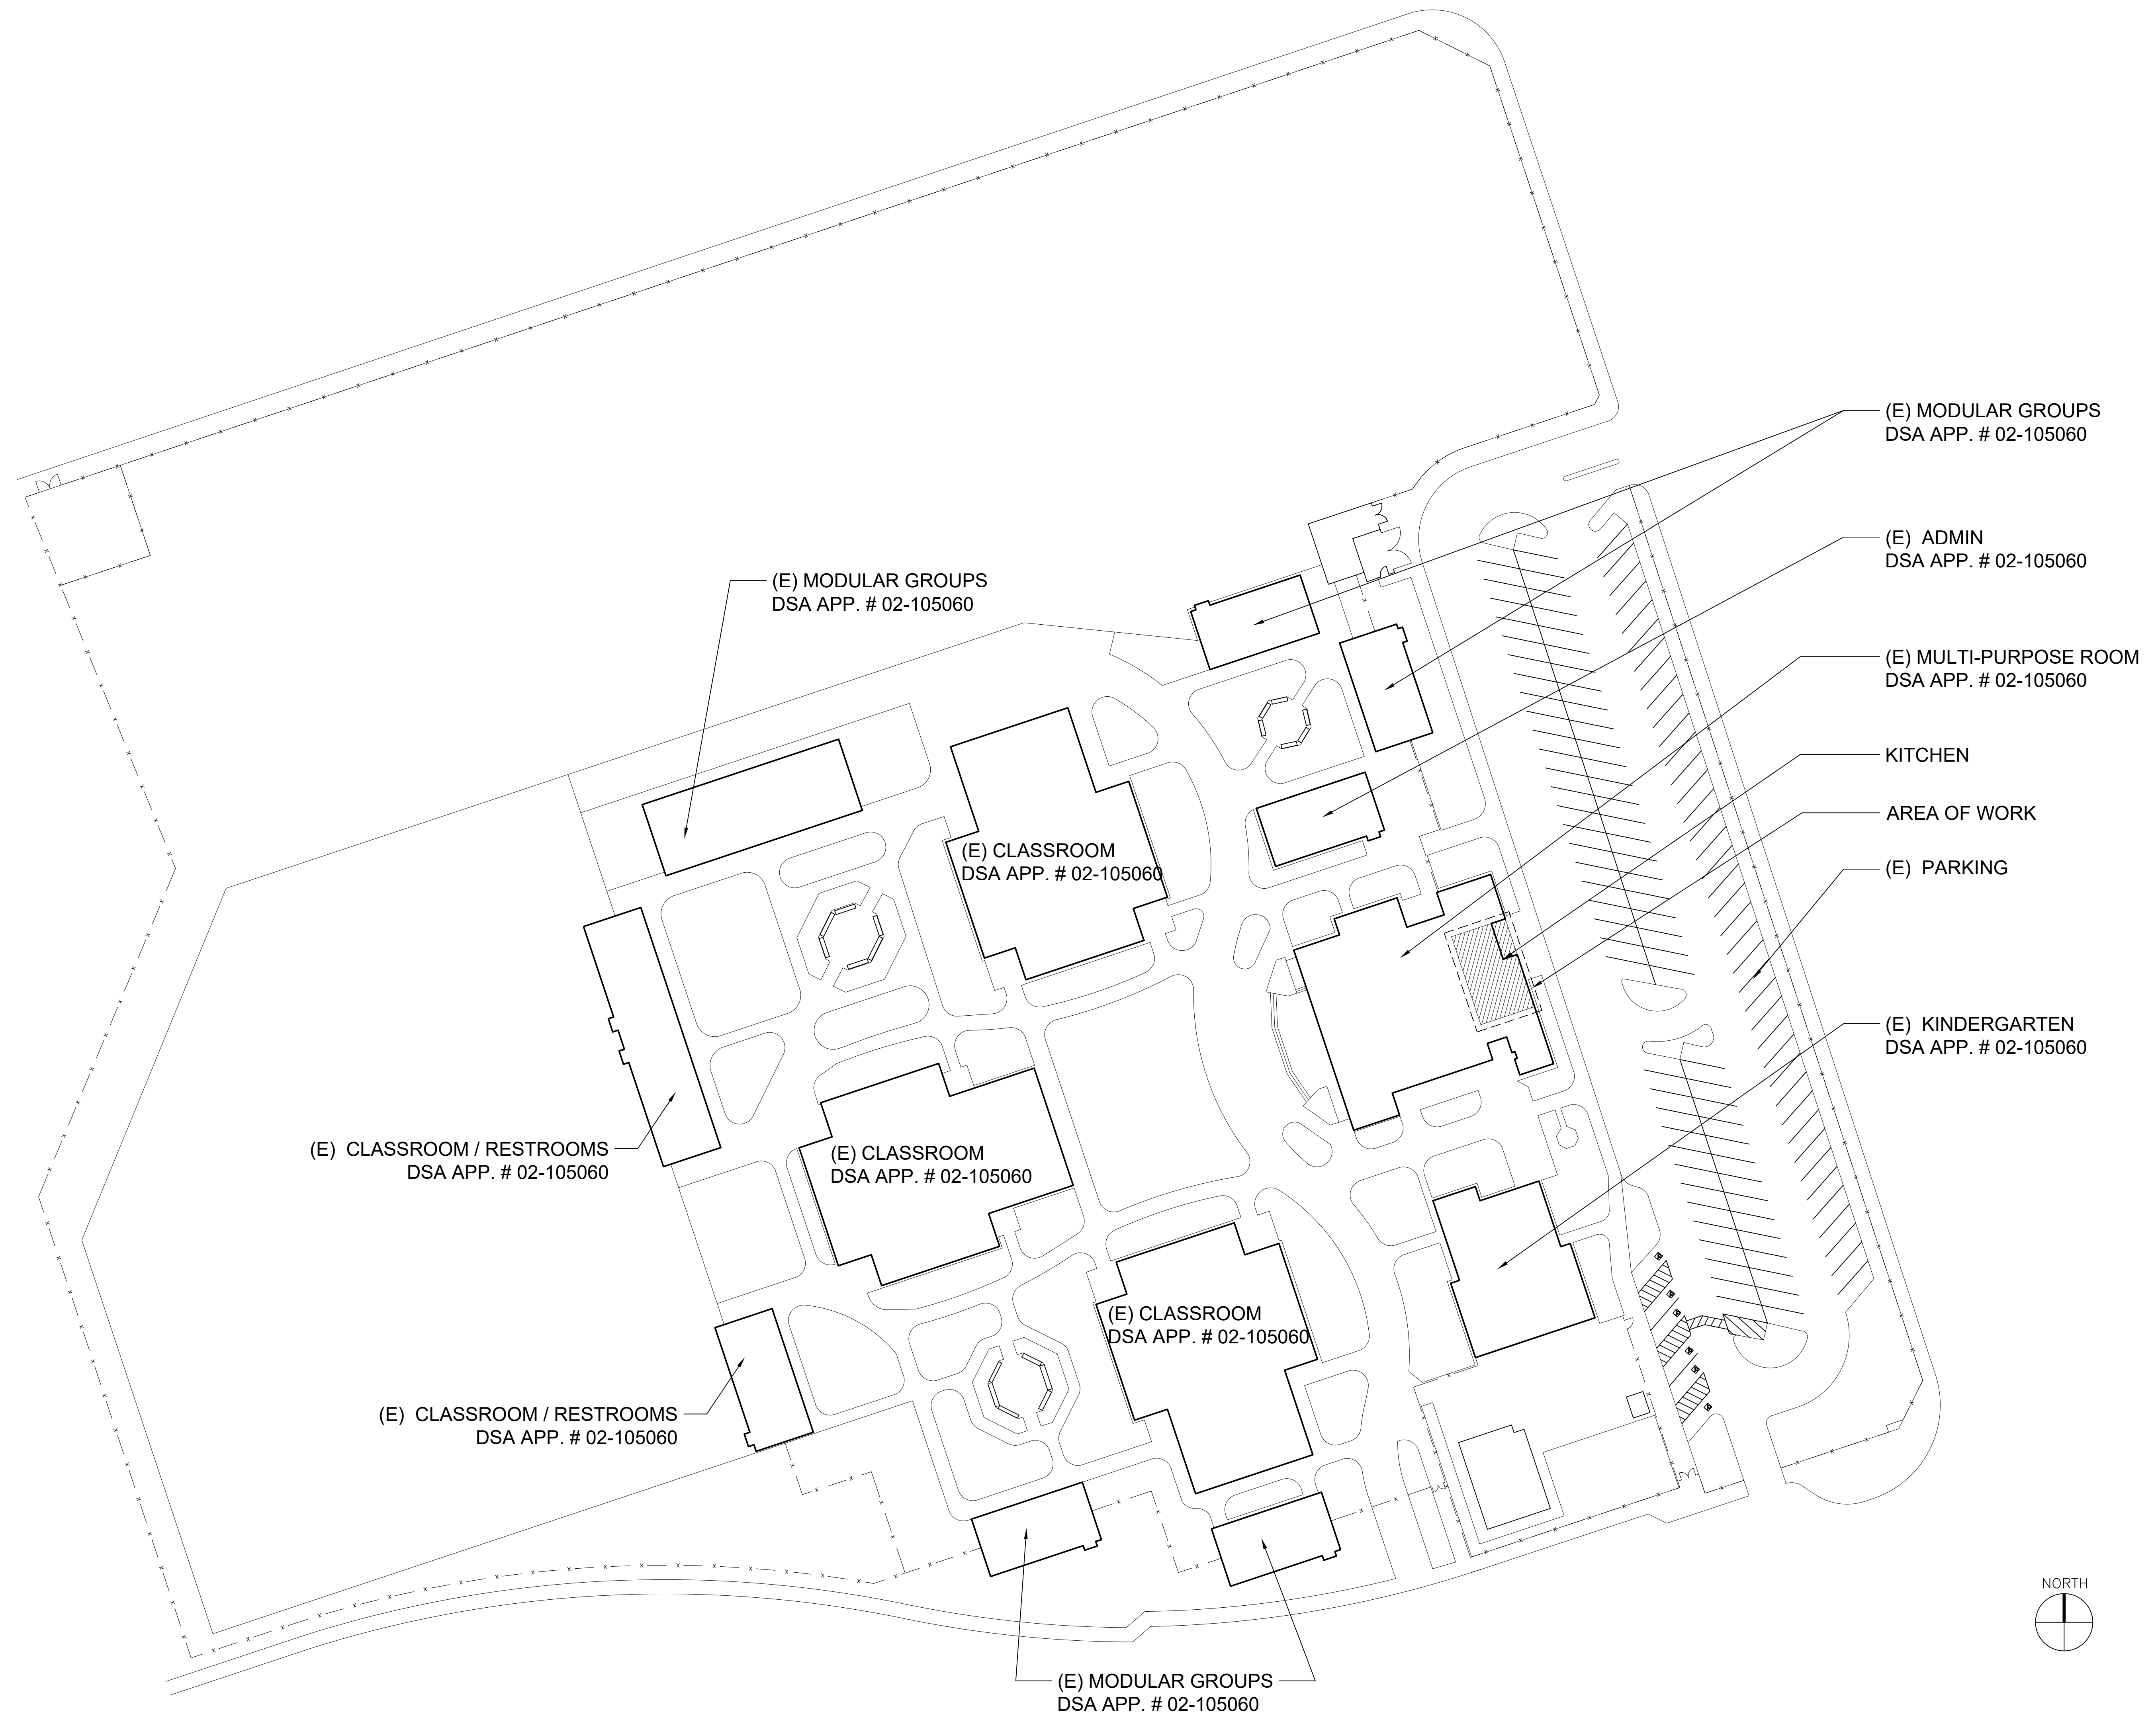 (E) MODULAR GROUPS
DSA APP. # 02-105060
(E) ADMIN
DSA APP. # 02-105060
(E) MODULAR GROUPS
DSA APP. # 02-105060
(E) MULTI-PURPOSE ROOM
DSA APP. # 02-105060
KITCHEN
AREA OF WORK
(E) CLASSROOM
DSA APP. # 02-105060
(E) PARKING
(E) KINDERGARTEN
DSA APP. # 02-105060
(E) CLASSROOM / RESTROOMS
DSA APP. # 02-105060
(E) CLASSROOM
DSA APP. # 02-105060
(E) CLASSROOM
DSA APP. # 02-105060
(E) CLASSROOM / RESTROOMS
DSA APP. # 02-105060
NORTH
(E) MODULAR GROUPS
DSA APP. # 02-105060